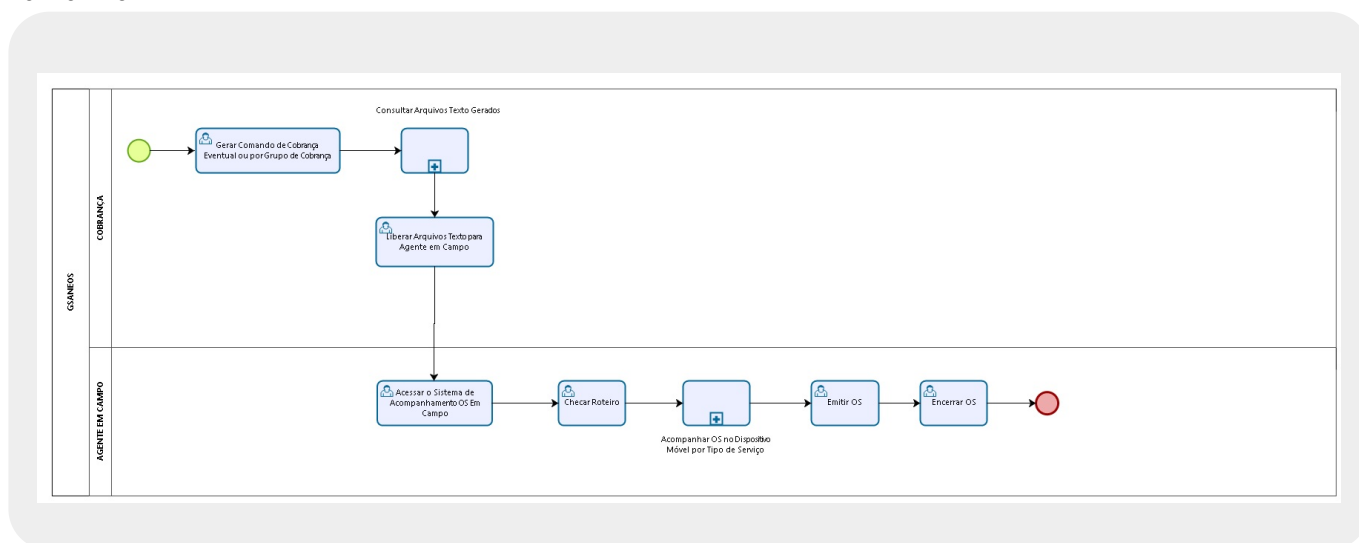 GSANEOS
COBRANÇA
Consultar Arquivos Texto Gerados
Gerar Comando de Cobrança
Eventual ou por Grupo de Cobrança
Liberar Arquivos Texto para
Agente em Campo
AGENTE EM CAMPO
Acessar o Sistema de
Acompanhamento OS Em
Campo
Checar Roteiro
Acompanhar OS no Dispositivo
Móvel por Tipo de Serviço
Emitir OS
Encerrar OS